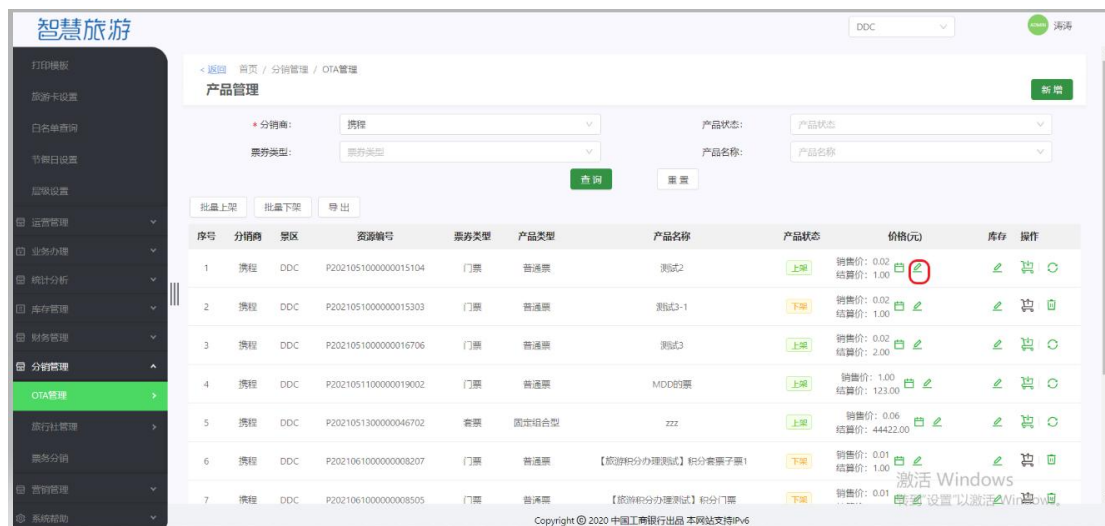 智慧旅游
DDC
涛涛
打印模板
旅游卡设置
白名单查询
节假日设置
层级设置
运营管理
业务办理
统计分析
库存管理
财务管理
分销管理
OTA管理
旅行社管理
票务分销
营销管理
系统帮助
<返回 首页 / 分销管理 / OTA管理
产品管理
新增
* 分销商: 携程 产品状态: 产品状态
票券类型: 票券类型 产品名称: 产品名称
查询 重置
批量上架 批量下架 导出
序号 分销商 景区 资源编号 票券类型 产品类型 产品名称 产品状态 价格(元) 库存 操作
1 携程 DDC P2021051000000015104 门票 普通票 测试2 上架 销售价: 0.02
结算价: 1.00
2 携程 DDC P2021051000000015303 门票 普通票 测试3-1 下架 销售价: 0.02
结算价: 1.00
3 携程 DDC P2021051000000016706 门票 普通票 测试3 上架 销售价: 0.02
结算价: 2.00
4 携程 DDC P2021051100000019002 门票 普通票 MDD的票 上架 销售价: 1.00
结算价: 123.00
5 携程 DDC P2021051300000046702 套票 固定组合型 zzz 上架 销售价: 0.06
结算价: 44422.00
6 携程 DDC P2021061000000008207 门票 普通票 【旅游积分办理测试】积分套票子票1 下架 销售价: 0.01
结算价: 1.00
7 携程 DDC P2021061000000008505 门票 普通票 【旅游积分办理测试】积分门票 下架 销售价: 0.01
激活 Windows
转到"设置"以激活 Windows。
Copyright © 2020 中国工商银行出品 本网站支持IPv6